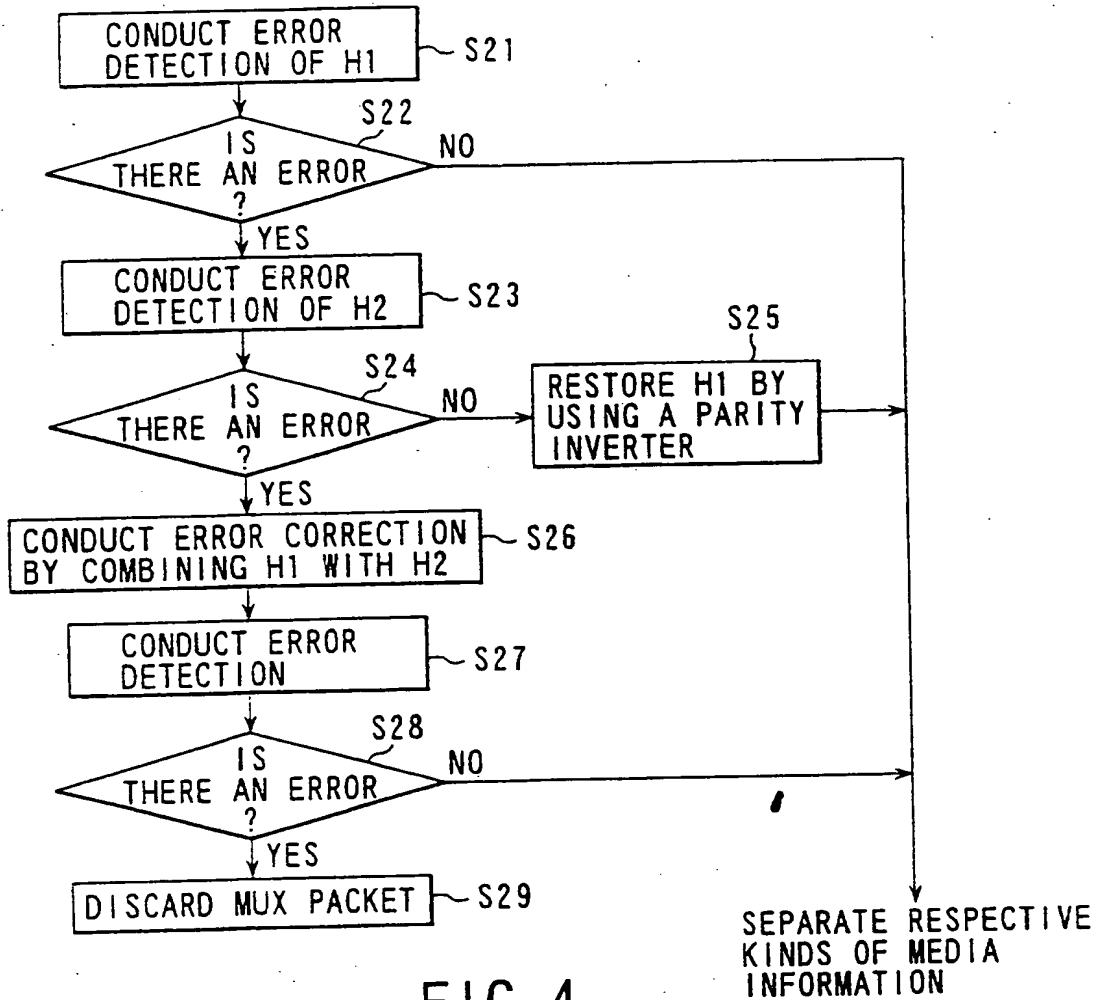 CONDUCT ERROR
DETECTION OF H1
S21
S22
IS
THERE AN ERROR
?
NO
YES
CONDUCT ERROR
DETECTION OF H2
S23
S24
IS
THERE AN ERROR
?
NO
S25
RESTORE H1 BY
USING A PARITY
INVERTER
YES
CONDUCT ERROR CORRECTION
BY COMBINING H1 WITH H2
S26
CONDUCT ERROR
DETECTION
S27
S28
IS
THERE AN ERROR
?
NO
YES
DISCARD MUX PACKET
S29
SEPARATE RESPECTIVE
KINDS OF MEDIA
INFORMATION
FIG.4